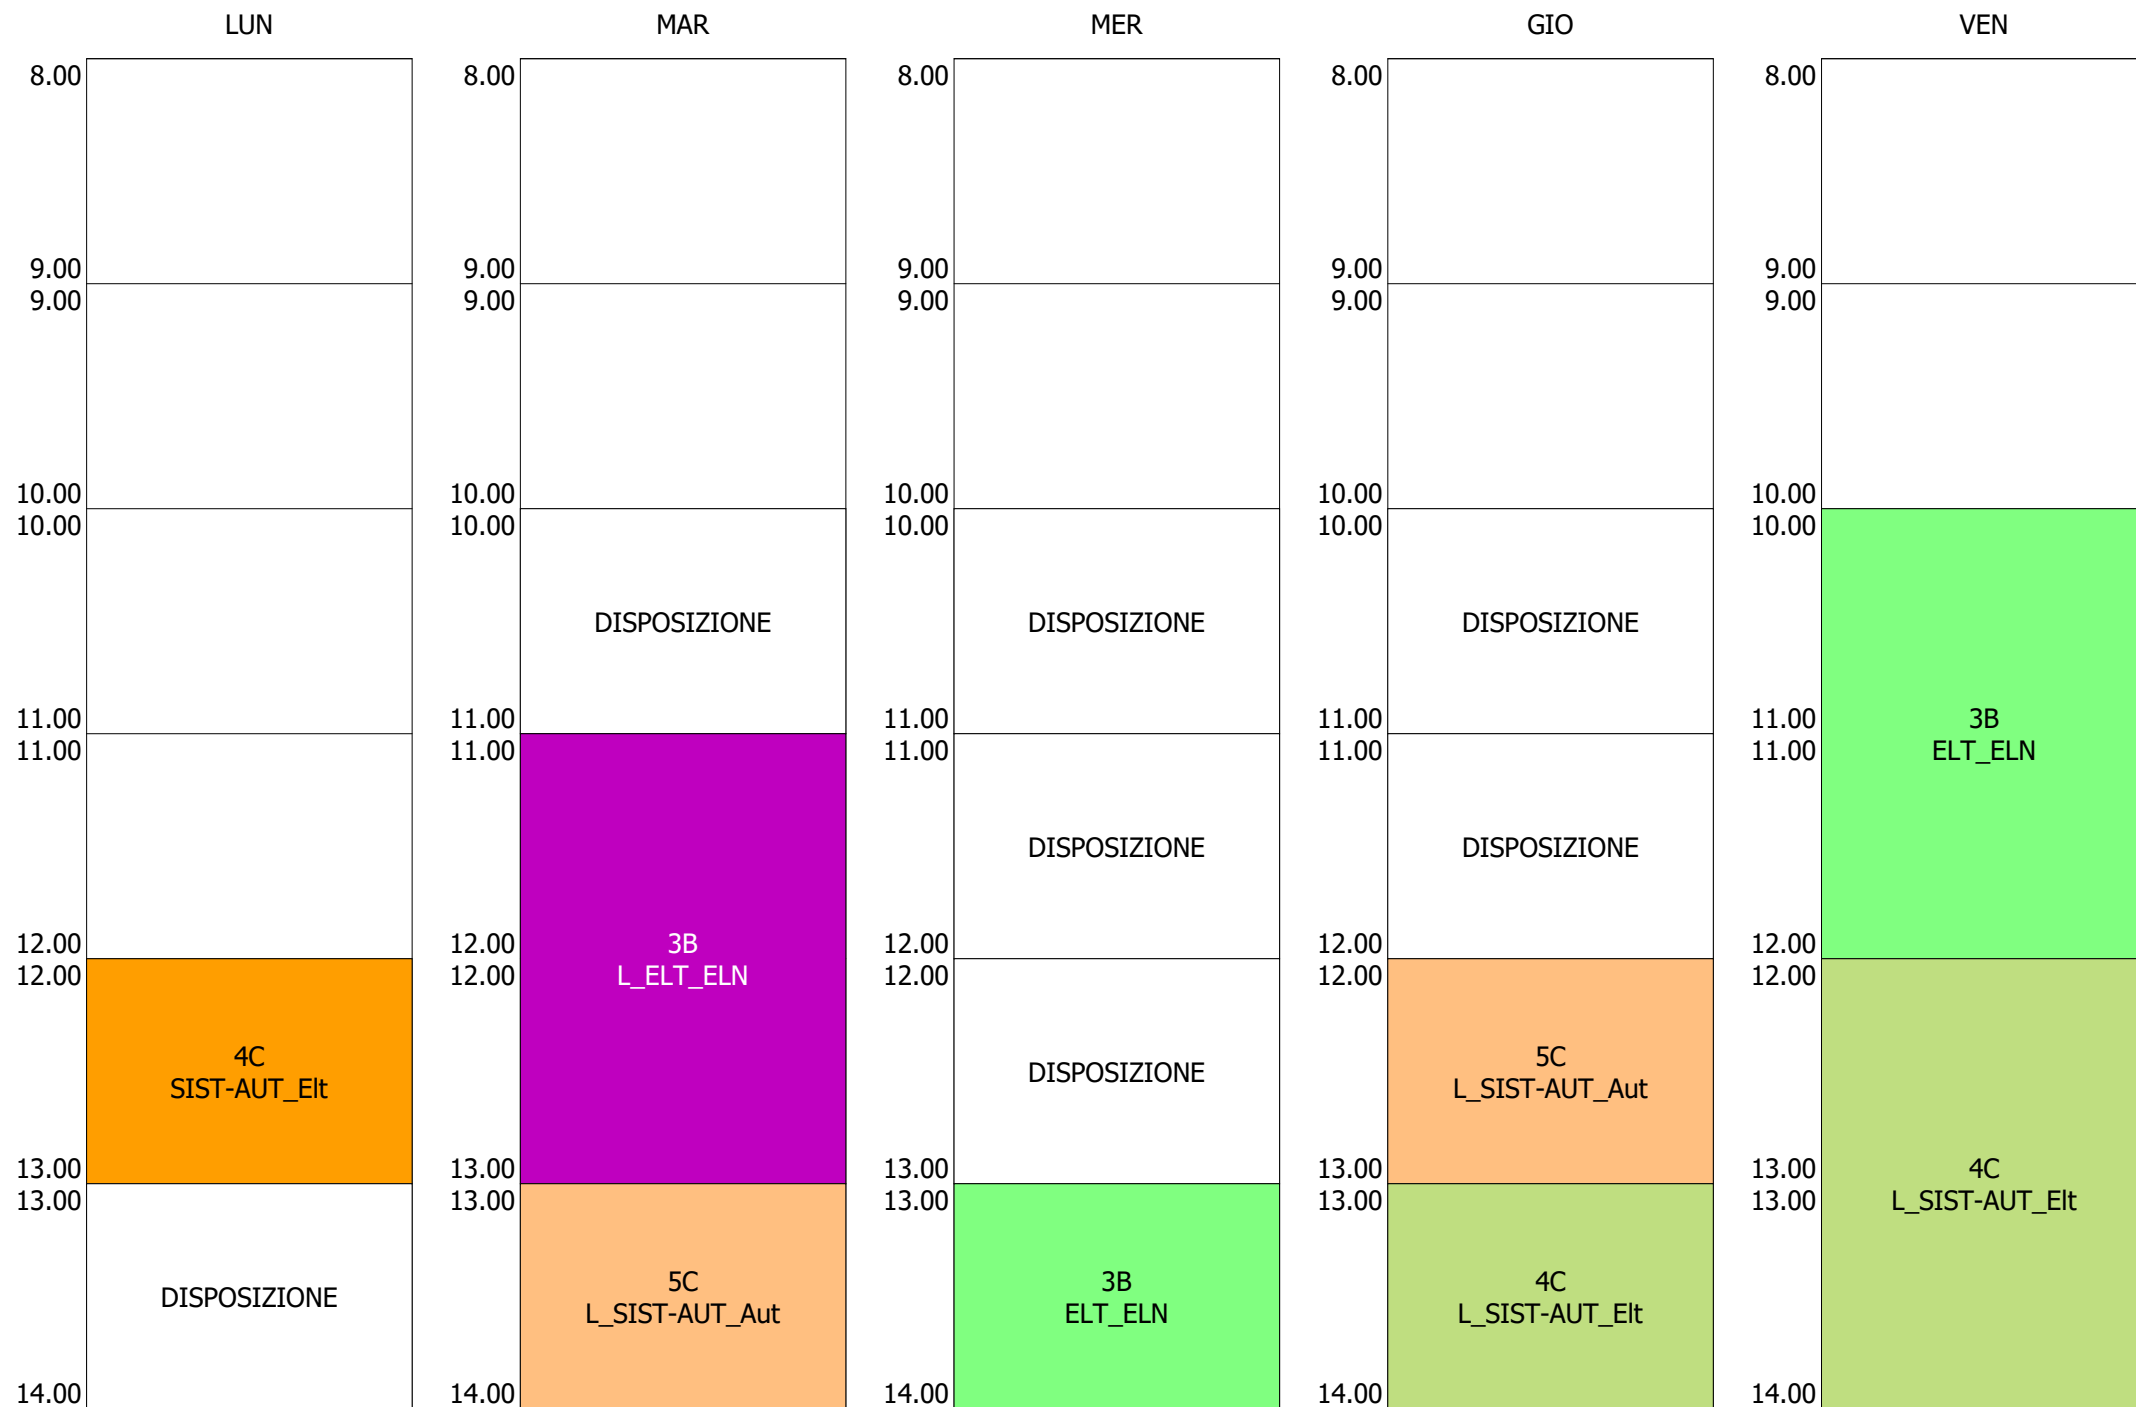 LUN MAR MER GIO VEN
8.00 8.00 8.00 8.00 8.00
9.00 9.00 9.00 9.00 9.00
9.00 9.00 9.00 9.00 9.00
10.00 10.00 10.00 10.00 10.00
10.00 10.00 10.00 10.00 10.00
DISPOSIZIONE DISPOSIZIONE DISPOSIZIONE
11.00 11.00 11.00 11.00 11.00 3B
11.00 11.00 11.00 11.00 11.00 ELT_ELN
DISPOSIZIONE DISPOSIZIONE
12.00 12.00 3B 12.00 12.00 12.00
12.00 12.00 L_ELT_ELN 12.00 12.00 12.00
4C DISPOSIZIONE 5C
SIST-AUT_Elt L_SIST-AUT_Aut
13.00 13.00 13.00 13.00 13.00 4C
13.00 13.00 13.00 13.00 13.00 L_SIST-AUT_Elt
DISPOSIZIONE 5C 3B 4C
L_SIST-AUT_Aut ELT_ELN L_SIST-AUT_Elt
14.00 14.00 14.00 14.00 14.00